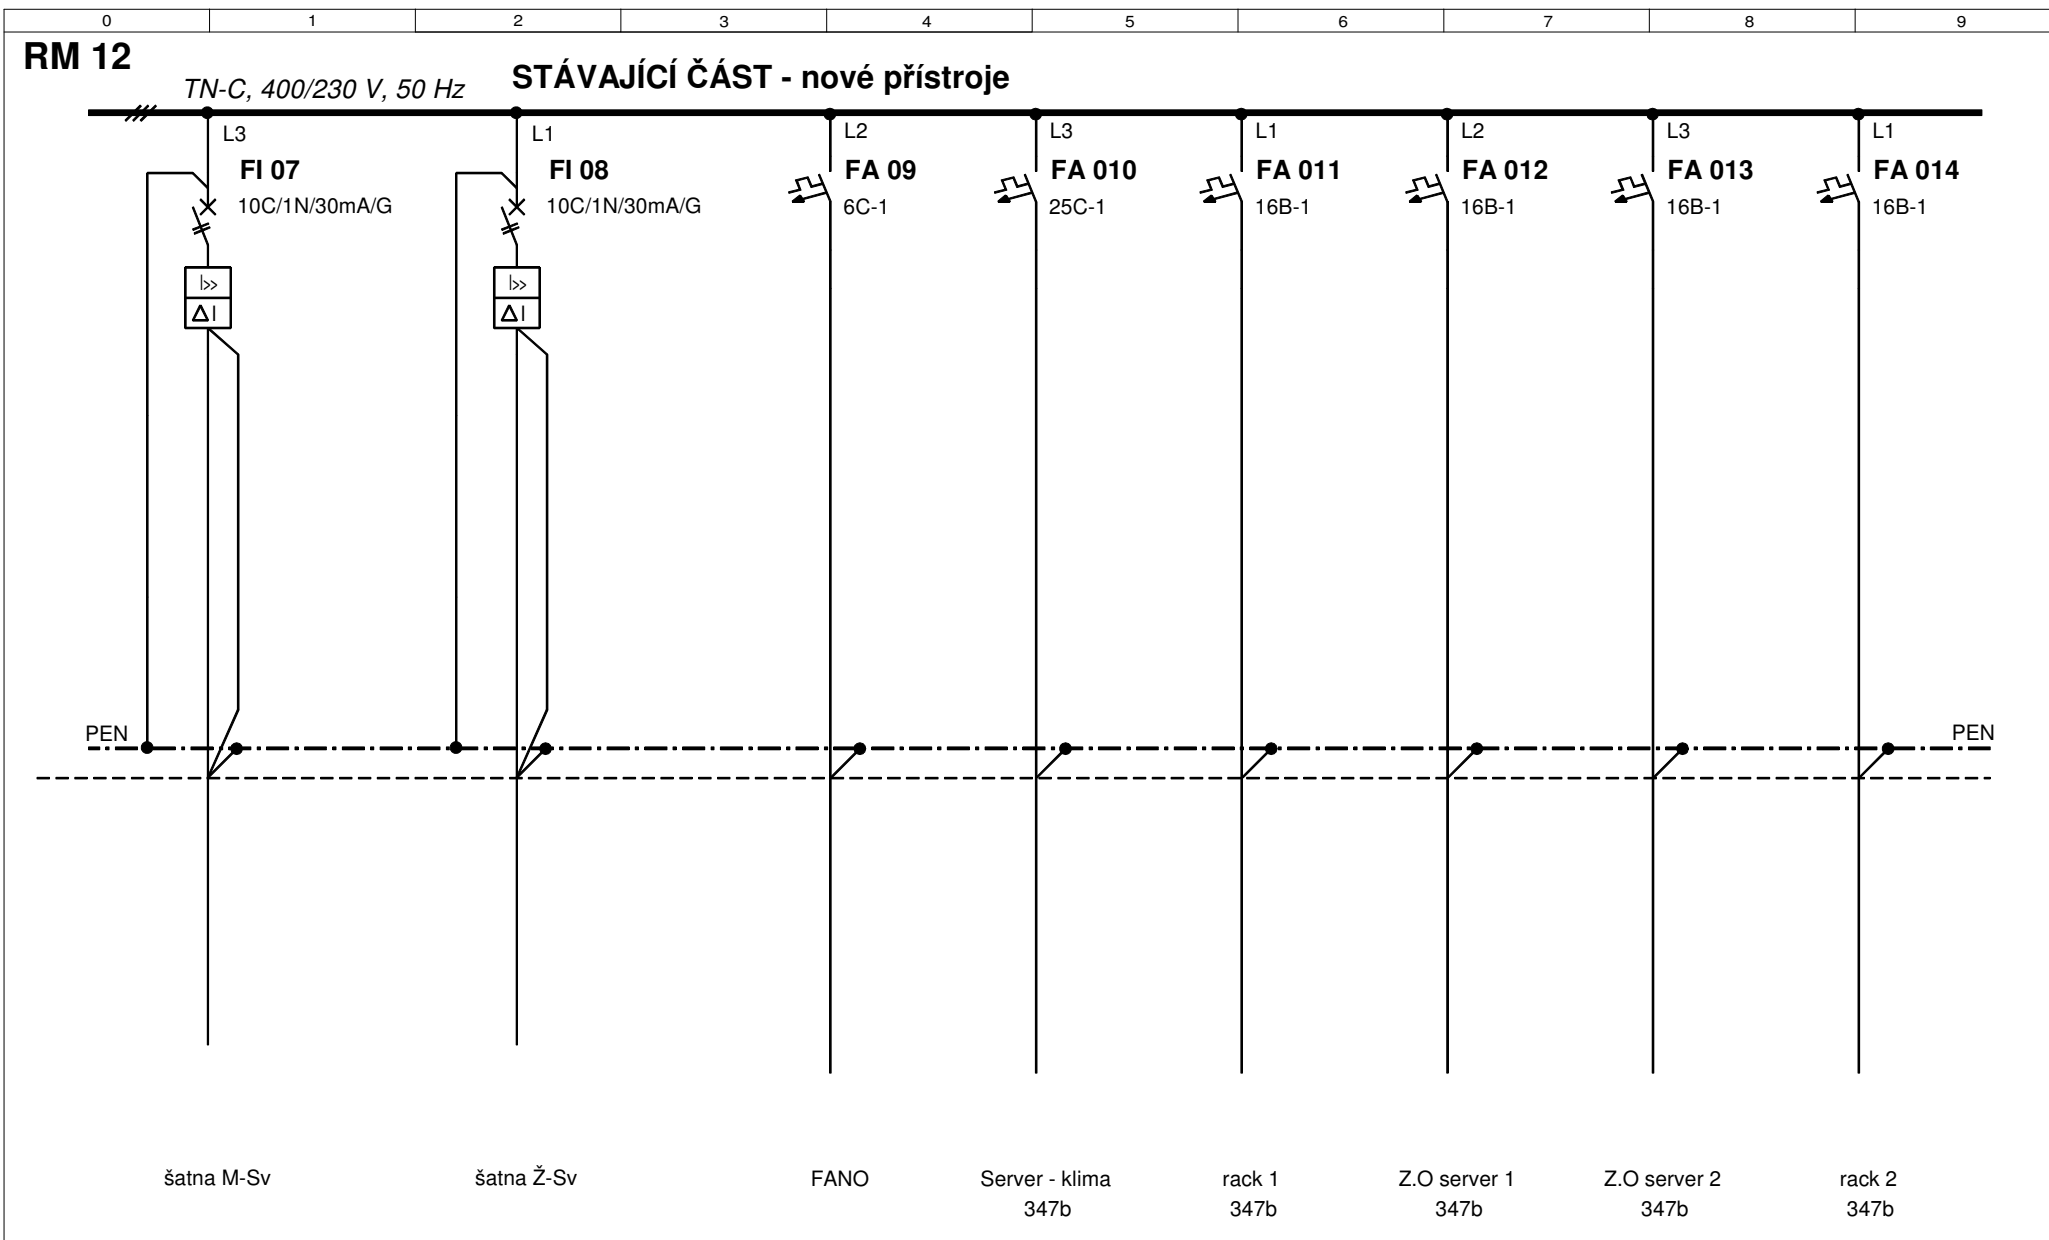 0 1 2 3 4 5 6 7 8 9
RM 12
TN-C, 400/230 V, 50 Hz STÁVAJÍCÍ ČÁST - nové přístroje
L3 L1 L2 L3 L1 L2 L3 L1
FI 07 FI 08 FA 09 FA 010 FA 011 FA 012 FA 013 FA 014
10C/1N/30mA/G 10C/1N/30mA/G 6C-1 25C-1 16B-1 16B-1 16B-1 16B-1
I>> I>>
ΔI ΔI
PEN PEN
šatna M-Sv šatna Ž-Sv FANO Server - klima rack 1 Z.O server 1 Z.O server 2 rack 2
347b 347b 347b 347b 347b